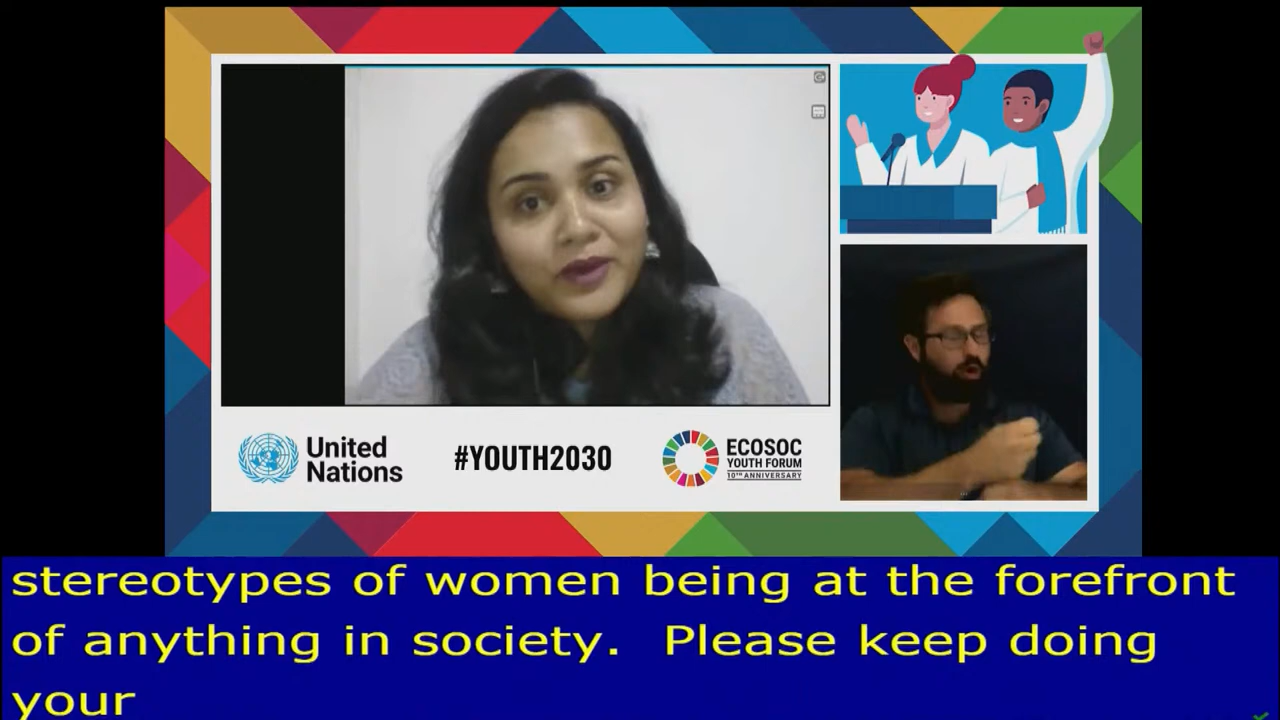 United
Nations
#YOUTH2030
ECOSOC
YOUTH FORUM
10TH ANNIVERSARY
stereotypes of women being at the forefront
of anything in society.  Please keep doing
your